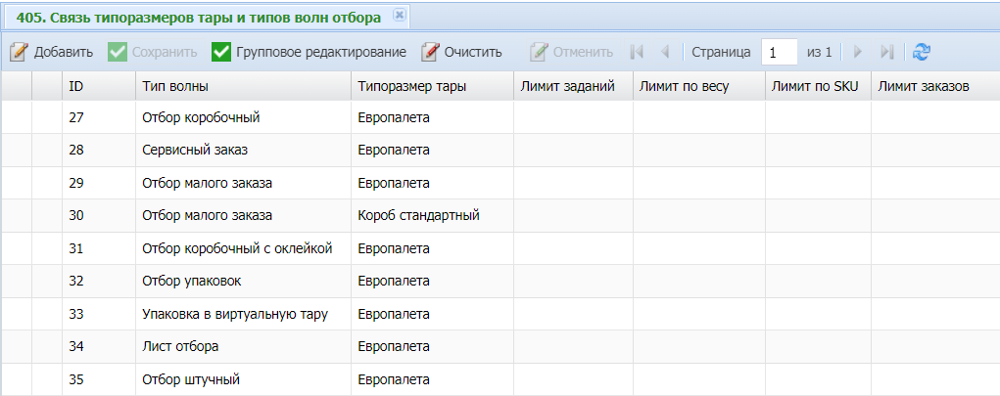 405. Связь типоразмеров тары и типов волн отбора
Добавить Сохранить Групповое редактирование Очистить Отменить Страница 1 из 1
ID Тип волны Типоразмер тары Лимит заданий Лимит по весу Лимит по SKU Лимит заказов
27 Отбор коробочный Европалета
28 Сервисный заказ Европалета
29 Отбор малого заказа Европалета
30 Отбор малого заказа Короб стандартный
31 Отбор коробочный с оклейкой Европалета
32 Отбор упаковок Европалета
33 Упаковка в виртуальную тару Европалета
34 Лист отбора Европалета
35 Отбор штучный Европалета